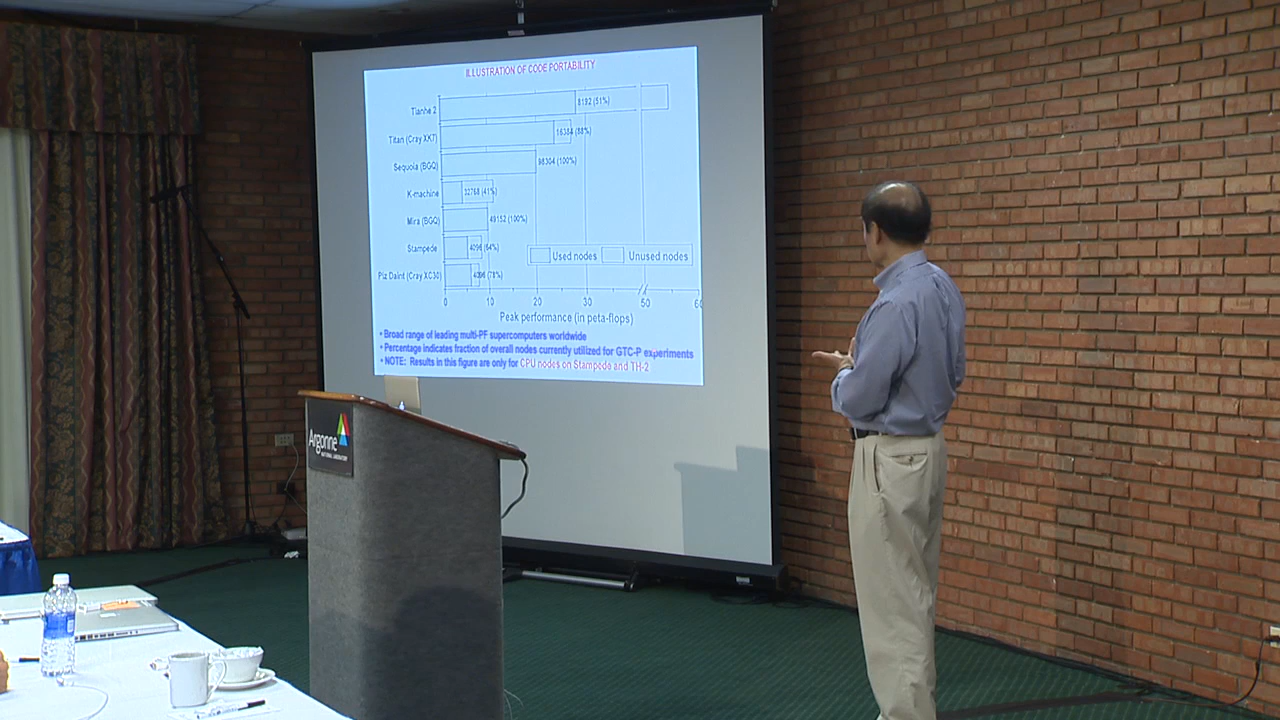 ILLUSTRATION OF CODE PORTABILITY
Tianhe 2
8192 (51%)
Titan (Cray XK7)
16384 (88%)
Sequoia (BGQ)
98304 (100%)
K-machine
32768 (41%)
Mira (BGQ)
49152 (100%)
Stampede
4096 (64%)
Used nodes
Unused nodes
Piz Daint (Cray XC30)
4096 (78%)
0 10 20 30 50 60
Peak performance (in peta-flops)
• Broad range of leading multi-PF supercomputers worldwide
• Percentage indicates fraction of overall nodes currently utilized for GTC-P experiments
• NOTE: Results in this figure are only for CPU nodes on Stampede and TH-2
Argonne
NATIONAL LABORATORY